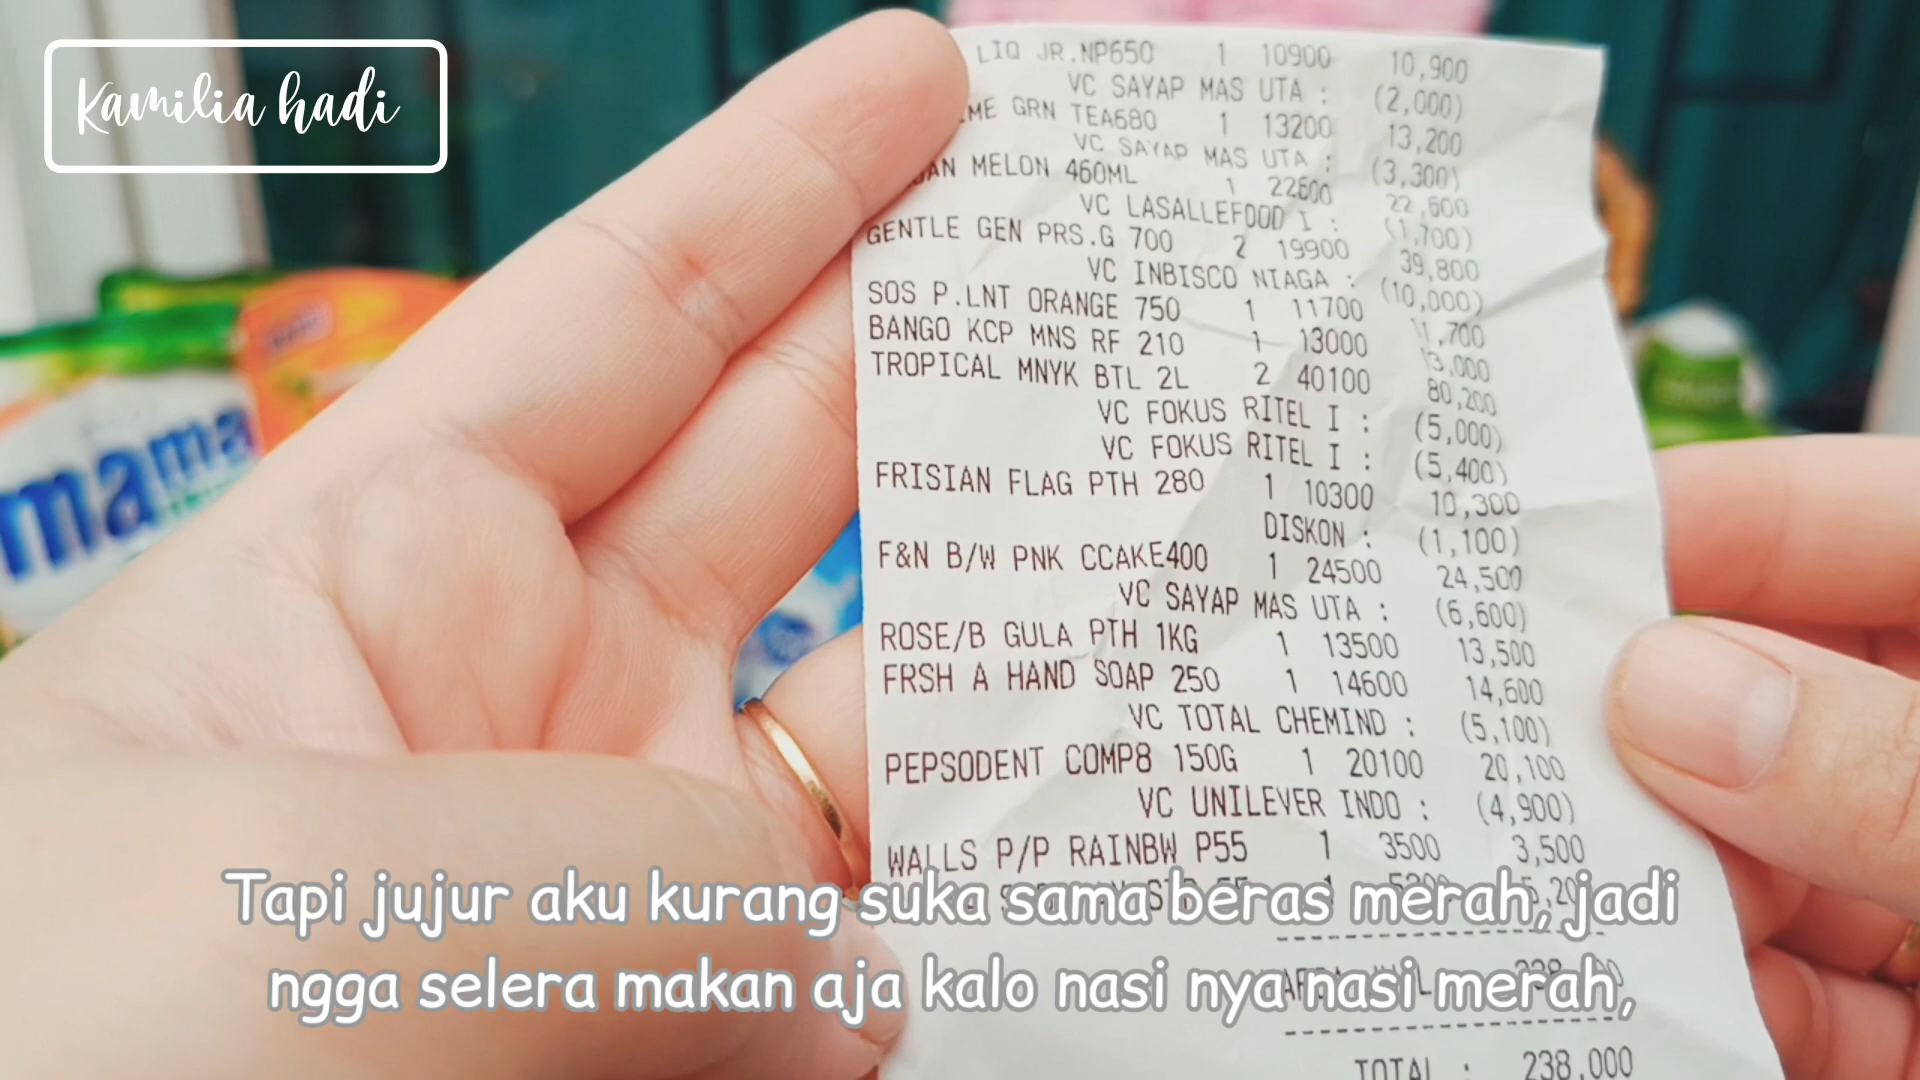 Kamilia hadi
LIQ JR.NP650 1 10900 10,900
VC SAYAP MAS UTA : (2,000)
ME GRN TEA680 1 13200 13,200
VC SAYAP MAS UTA : (3,300)
AN MELON 460ML 1 22600 22,600
VC LASALLEFOOD I : (1,700)
GENTLE GEN PRS.G 700 2 19900 39,800
VC INBISCO NIAGA : (10,000)
SOS P.LNT ORANGE 750 1 11700 11,700
BANGO KCP MNS RF 210 1 13000 13,000
TROPICAL MNYK BTL 2L 2 40100 80,200
VC FOKUS RITEL I : (5,000)
VC FOKUS RITEL I : (5,400)
FRISIAN FLAG PTH 280 1 10300 10,300
DISKON : (1,100)
F&N B/W PNK CCAKE400 1 24500 24,500
VC SAYAP MAS UTA : (6,600)
ROSE/B GULA PTH 1KG 1 13500 13,500
FRSH A HAND SOAP 250 1 14600 14,600
VC TOTAL CHEMIND : (5,100)
PEPSODENT COMP8 150G 1 20100 20,100
VC UNILEVER INDO : (4,900)
WALLS P/P RAINBW P55 1 3500 3,500
TOTAL : 238,000
mama
Tapi jujur aku kurang suka sama beras merah, jadi
ngga selera makan aja kalo nasi nya nasi merah,